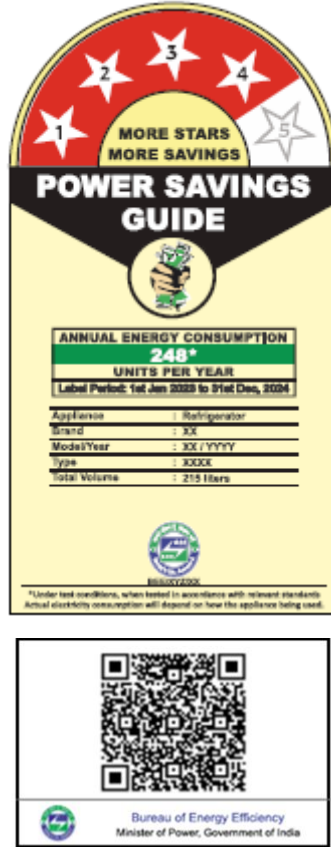 1 2 3 4 5
MORE STARS
MORE SAVINGS
POWER SAVINGS
GUIDE
ANNUAL ENERGY CONSUMPTION
248*
UNITS PER YEAR
Label Period: 1st Jan 2023 to 31st Dec, 2024
Appliance : Refrigerator
Brand : XX
Model/Year : XX / YYYY
Type : XXXX
Total Volume : 215 liters
*Under test conditions, when tested in accordance with relevant standards
Actual electricity consumption will depend on how the appliance being used.
Bureau of Energy Efficiency
Minister of Power, Government of India